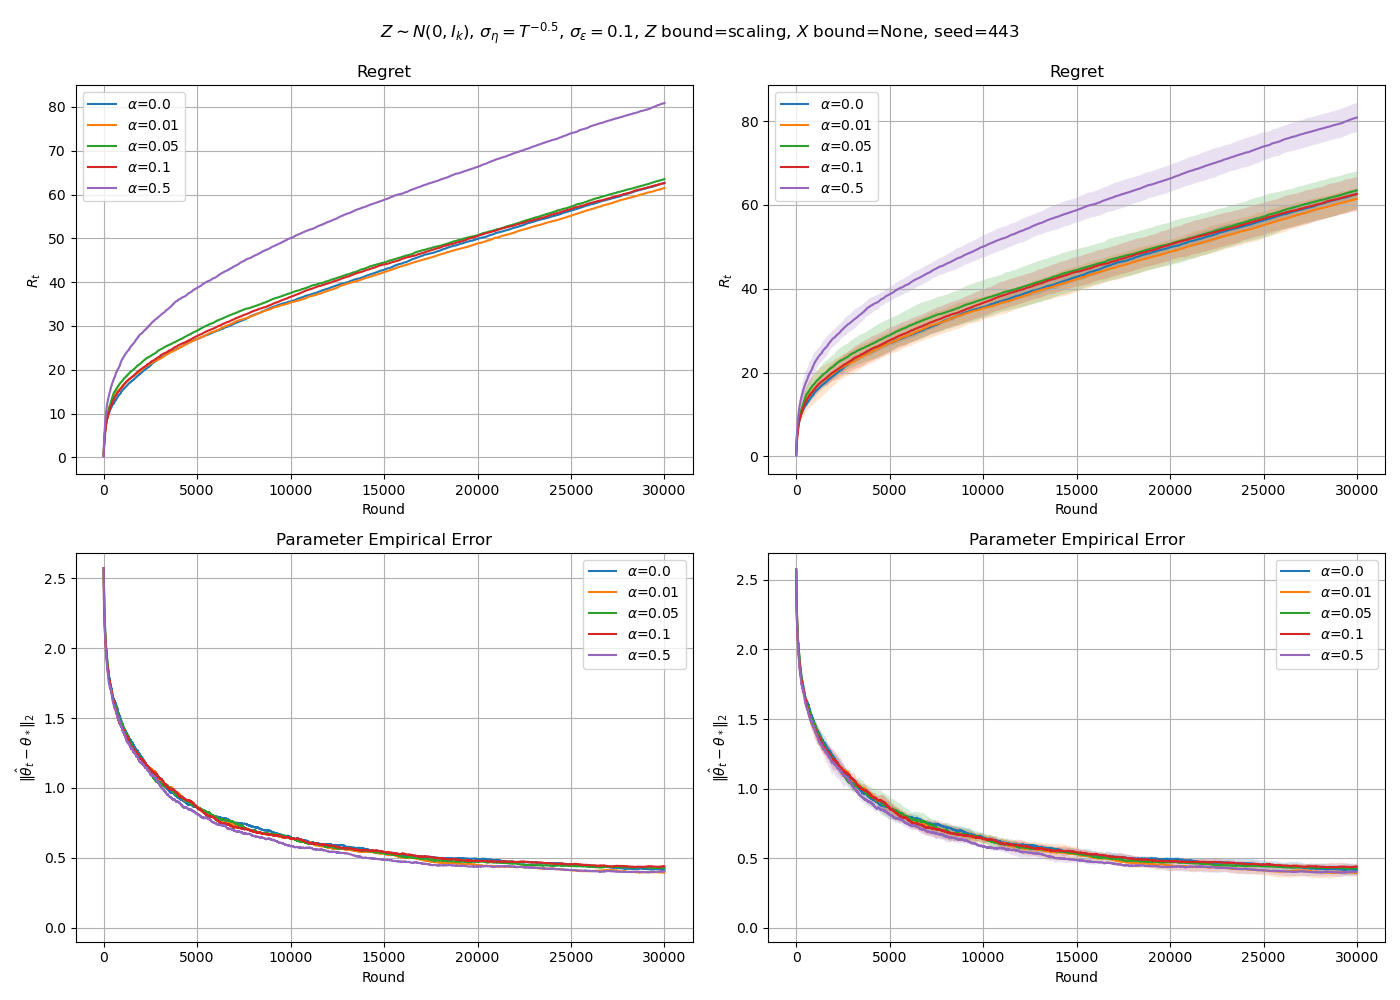 Z ∼ N(0, I_k), σ_η = T^{−0.5}, σ_ε = 0.1, Z bound=scaling, X bound=None, seed=443
Regret
R_t
80
70
60
50
40
30
20
10
0
α=0.0
α=0.01
α=0.05
α=0.1
α=0.5
0 5000 10000 15000 20000 25000 30000
Round
Regret
R_t
80
60
40
20
0
α=0.0
α=0.01
α=0.05
α=0.1
α=0.5
0 5000 10000 15000 20000 25000 30000
Round
Parameter Empirical Error
‖θ̂_t − θ_*‖_2
2.5
2.0
1.5
1.0
0.5
0.0
α=0.0
α=0.01
α=0.05
α=0.1
α=0.5
0 5000 10000 15000 20000 25000 30000
Round
Parameter Empirical Error
‖θ̂_t − θ_*‖_2
2.5
2.0
1.5
1.0
0.5
0.0
α=0.0
α=0.01
α=0.05
α=0.1
α=0.5
0 5000 10000 15000 20000 25000 30000
Round